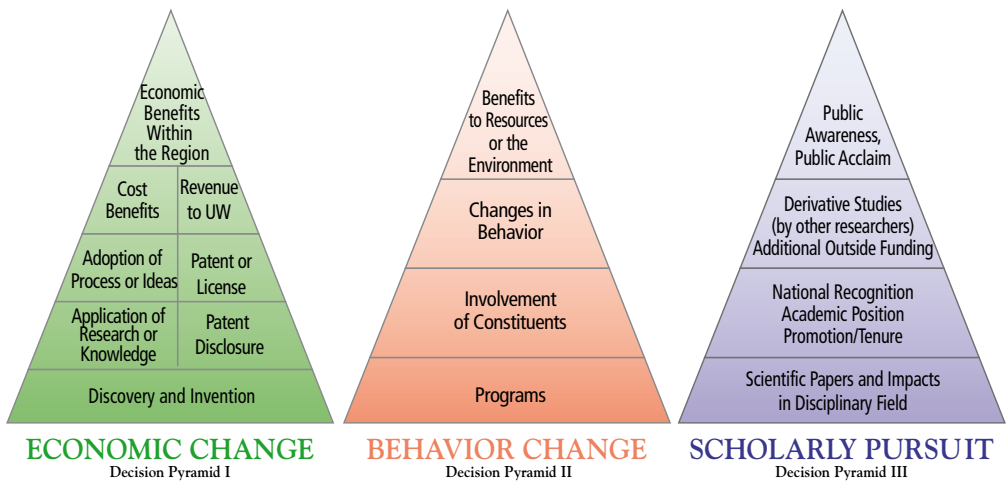 Economic
Benefits
Within
the Region
Cost
Benefits
Revenue
to UW
Adoption of
Process or Ideas
Patent or
License
Application of
Research or
Knowledge
Patent
Disclosure
Discovery and Invention
ECONOMIC CHANGE
Decision Pyramid I
Benefits
to Resources
or the
Environment
Changes in
Behavior
Involvement
of Constituents
Programs
BEHAVIOR CHANGE
Decision Pyramid II
Public
Awareness,
Public Acclaim
Derivative Studies
(by other researchers)
Additional Outside Funding
National Recognition
Academic Position
Promotion/Tenure
Scientific Papers and Impacts
in Disciplinary Field
SCHOLARLY PURSUIT
Decision Pyramid III